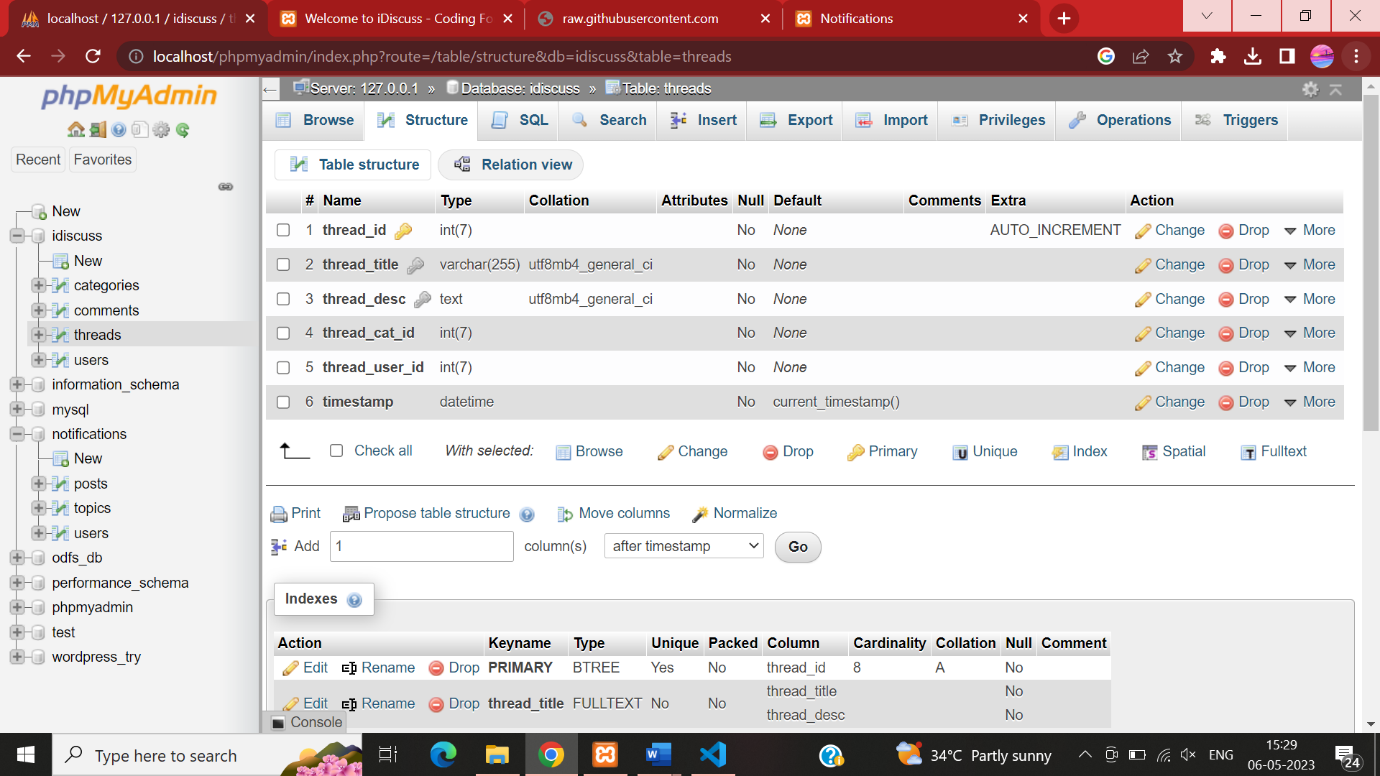 localhost / 127.0.0.1 / idiscuss / t
Welcome to iDiscuss - Coding Fo
raw.githubusercontent.com
Notifications
localhost/phpmyadmin/index.php?route=/table/structure&db=idiscuss&table=threads
phpMyAdmin
Recent Favorites
New
idiscuss
New
categories
comments
threads
users
information_schema
mysql
notifications
New
posts
topics
users
odfs_db
performance_schema
phpmyadmin
test
wordpress_try
Server: 127.0.0.1 » Database: idiscuss » Table: threads
Browse Structure SQL Search Insert Export Import Privileges Operations Triggers
Table structure Relation view
# Name Type Collation Attributes Null Default Comments Extra Action
1 thread_id int(7) No None AUTO_INCREMENT Change Drop More
2 thread_title varchar(255) utf8mb4_general_ci No None Change Drop More
3 thread_desc text utf8mb4_general_ci No None Change Drop More
4 thread_cat_id int(7) No None Change Drop More
5 thread_user_id int(7) No None Change Drop More
6 timestamp datetime No current_timestamp() Change Drop More
Check all With selected: Browse Change Drop Primary Unique Index Spatial Fulltext
Print Propose table structure Move columns Normalize
Add 1 column(s) after timestamp Go
Indexes
Action Keyname Type Unique Packed Column Cardinality Collation Null Comment
Edit Rename Drop PRIMARY BTREE Yes No thread_id 8 A No
thread_title No
Edit Rename Drop thread_title FULLTEXT No No
thread_desc No
Console
Type here to search
34°C Partly sunny
ENG
15:29
06-05-2023
24